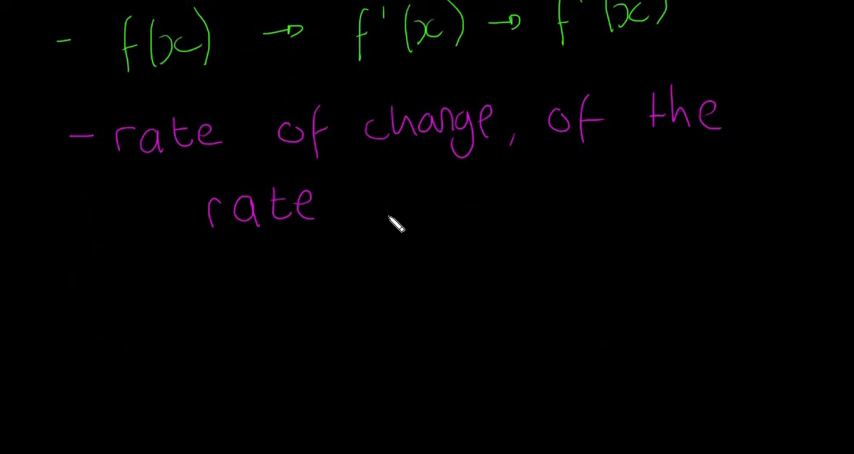 - f(x) → f'(x) → f''(x)
- rate of change, of the
rate